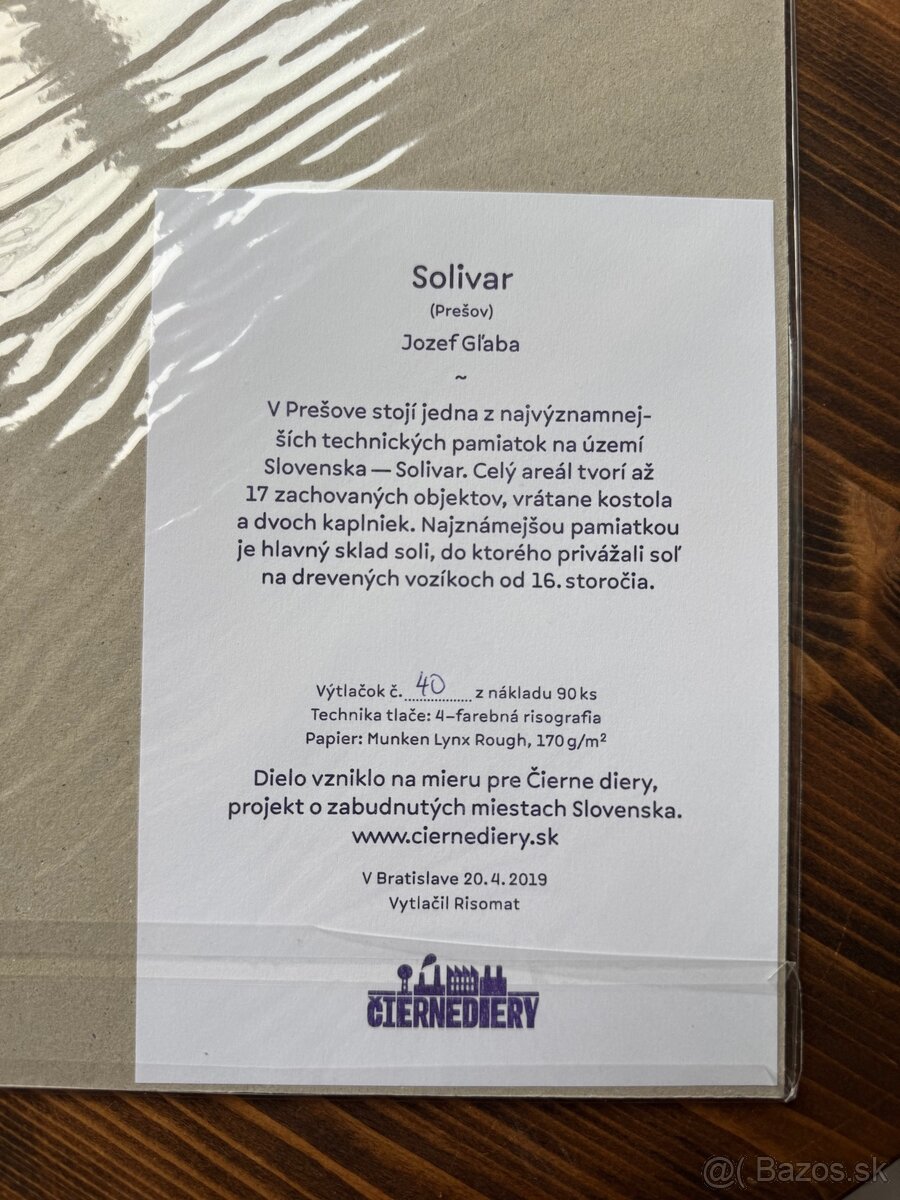 Solivar
(Prešov)
Jozef Gľaba
~
V Prešove stojí jedna z najvýznamnej-
ších technických pamiatok na území
Slovenska — Solivar. Celý areál tvorí až
17 zachovaných objektov, vrátane kostola
a dvoch kaplniek. Najznámejšou pamiatkou
je hlavný sklad soli, do ktorého privážali soľ
na drevených vozíkoch od 16. storočia.
Výtlačok č. 40 z nákladu 90 ks
Technika tlače: 4-farebná risografia
Papier: Munken Lynx Rough, 170 g/m²
Dielo vzniklo na mieru pre Čierne diery,
projekt o zabudnutých miestach Slovenska.
www.ciernediery.sk
V Bratislave 20. 4. 2019
Vytlačil Risomat
ČIERNEDIERY
@( Bazos.sk